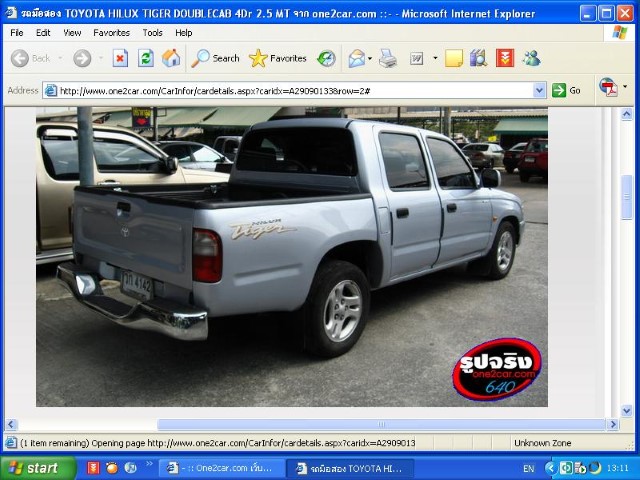 รถมือสอง TOYOTA HILUX TIGER DOUBLECAB 4Dr 2.5 MT จาก one2car.com ::- - Microsoft Internet Explorer
File Edit View Favorites Tools Help
Back Search Favorites
Address http://www.one2car.com/CarInfor/cardetails.aspx?caridx=A29090133&row=2# Go
HILUX
Tiger
4142
รูปจริง
one2car.com
640
(1 item remaining) Opening page http://www.one2car.com/CarInfor/cardetails.aspx?caridx=A2909013 Unknown Zone
start - :: One2car.com เว็บ... รถมือสอง TOYOTA HI... EN 13:11